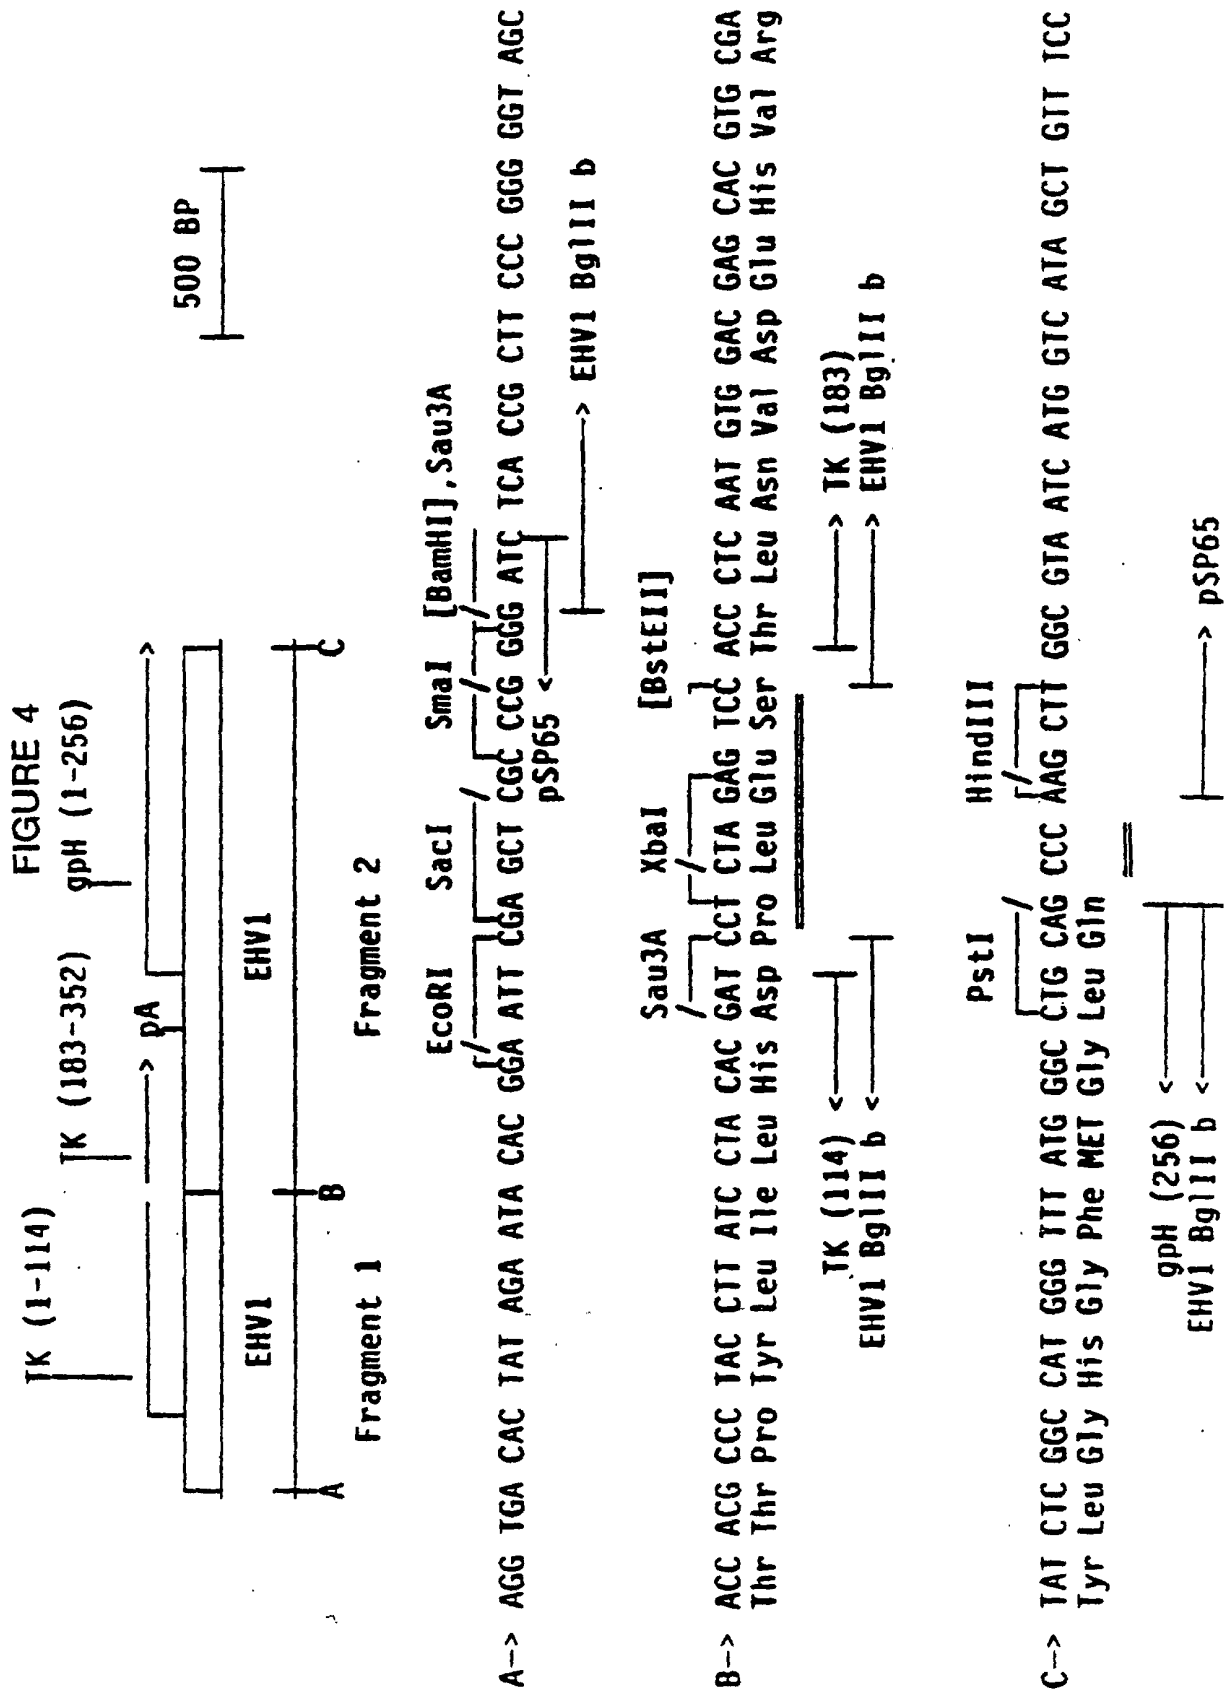 FIGURE 4
TK (1-114)
TK (183-352)
gpH (1-256)
pA
500 BP
EHV1
EHV1
A
B
C
Fragment 1
Fragment 2
EcoRI
SacI
SmaI
[BamHI],Sau3A
A--> AGG TGA CAC TAT AGA ATA CAC GGA ATT CGA GCT CGC CCG GGG ATC TCA CCG CTT CCC GGG GGT AGC
pSP65
EHV1 BglII b
Sau3A
XbaI
[BstEII]
B--> ACC ACG CCC TAC CTT ATC CTA CAC GAT CCT CTA GAG TCC ACC CTC AAT GTG GAC GAG CAC GTG CGA
Thr Thr Pro Tyr Leu Ile Leu His Asp Pro Leu Glu Ser Thr Leu Asn Val Asp Glu His Val Arg
TK (114)
TK (183)
EHV1 BglII b
EHV1 BglII b
PstI
HindIII
C--> TAT CTC GGC CAT GGG TTT ATG GGC CTG CAG CCC AAG CTT GGC GTA ATC ATG GTC ATA GCT GTT TCC
Tyr Leu Gly His Gly Phe MET Gly Leu Gln
gpH (256)
EHV1 BglII b
pSP65